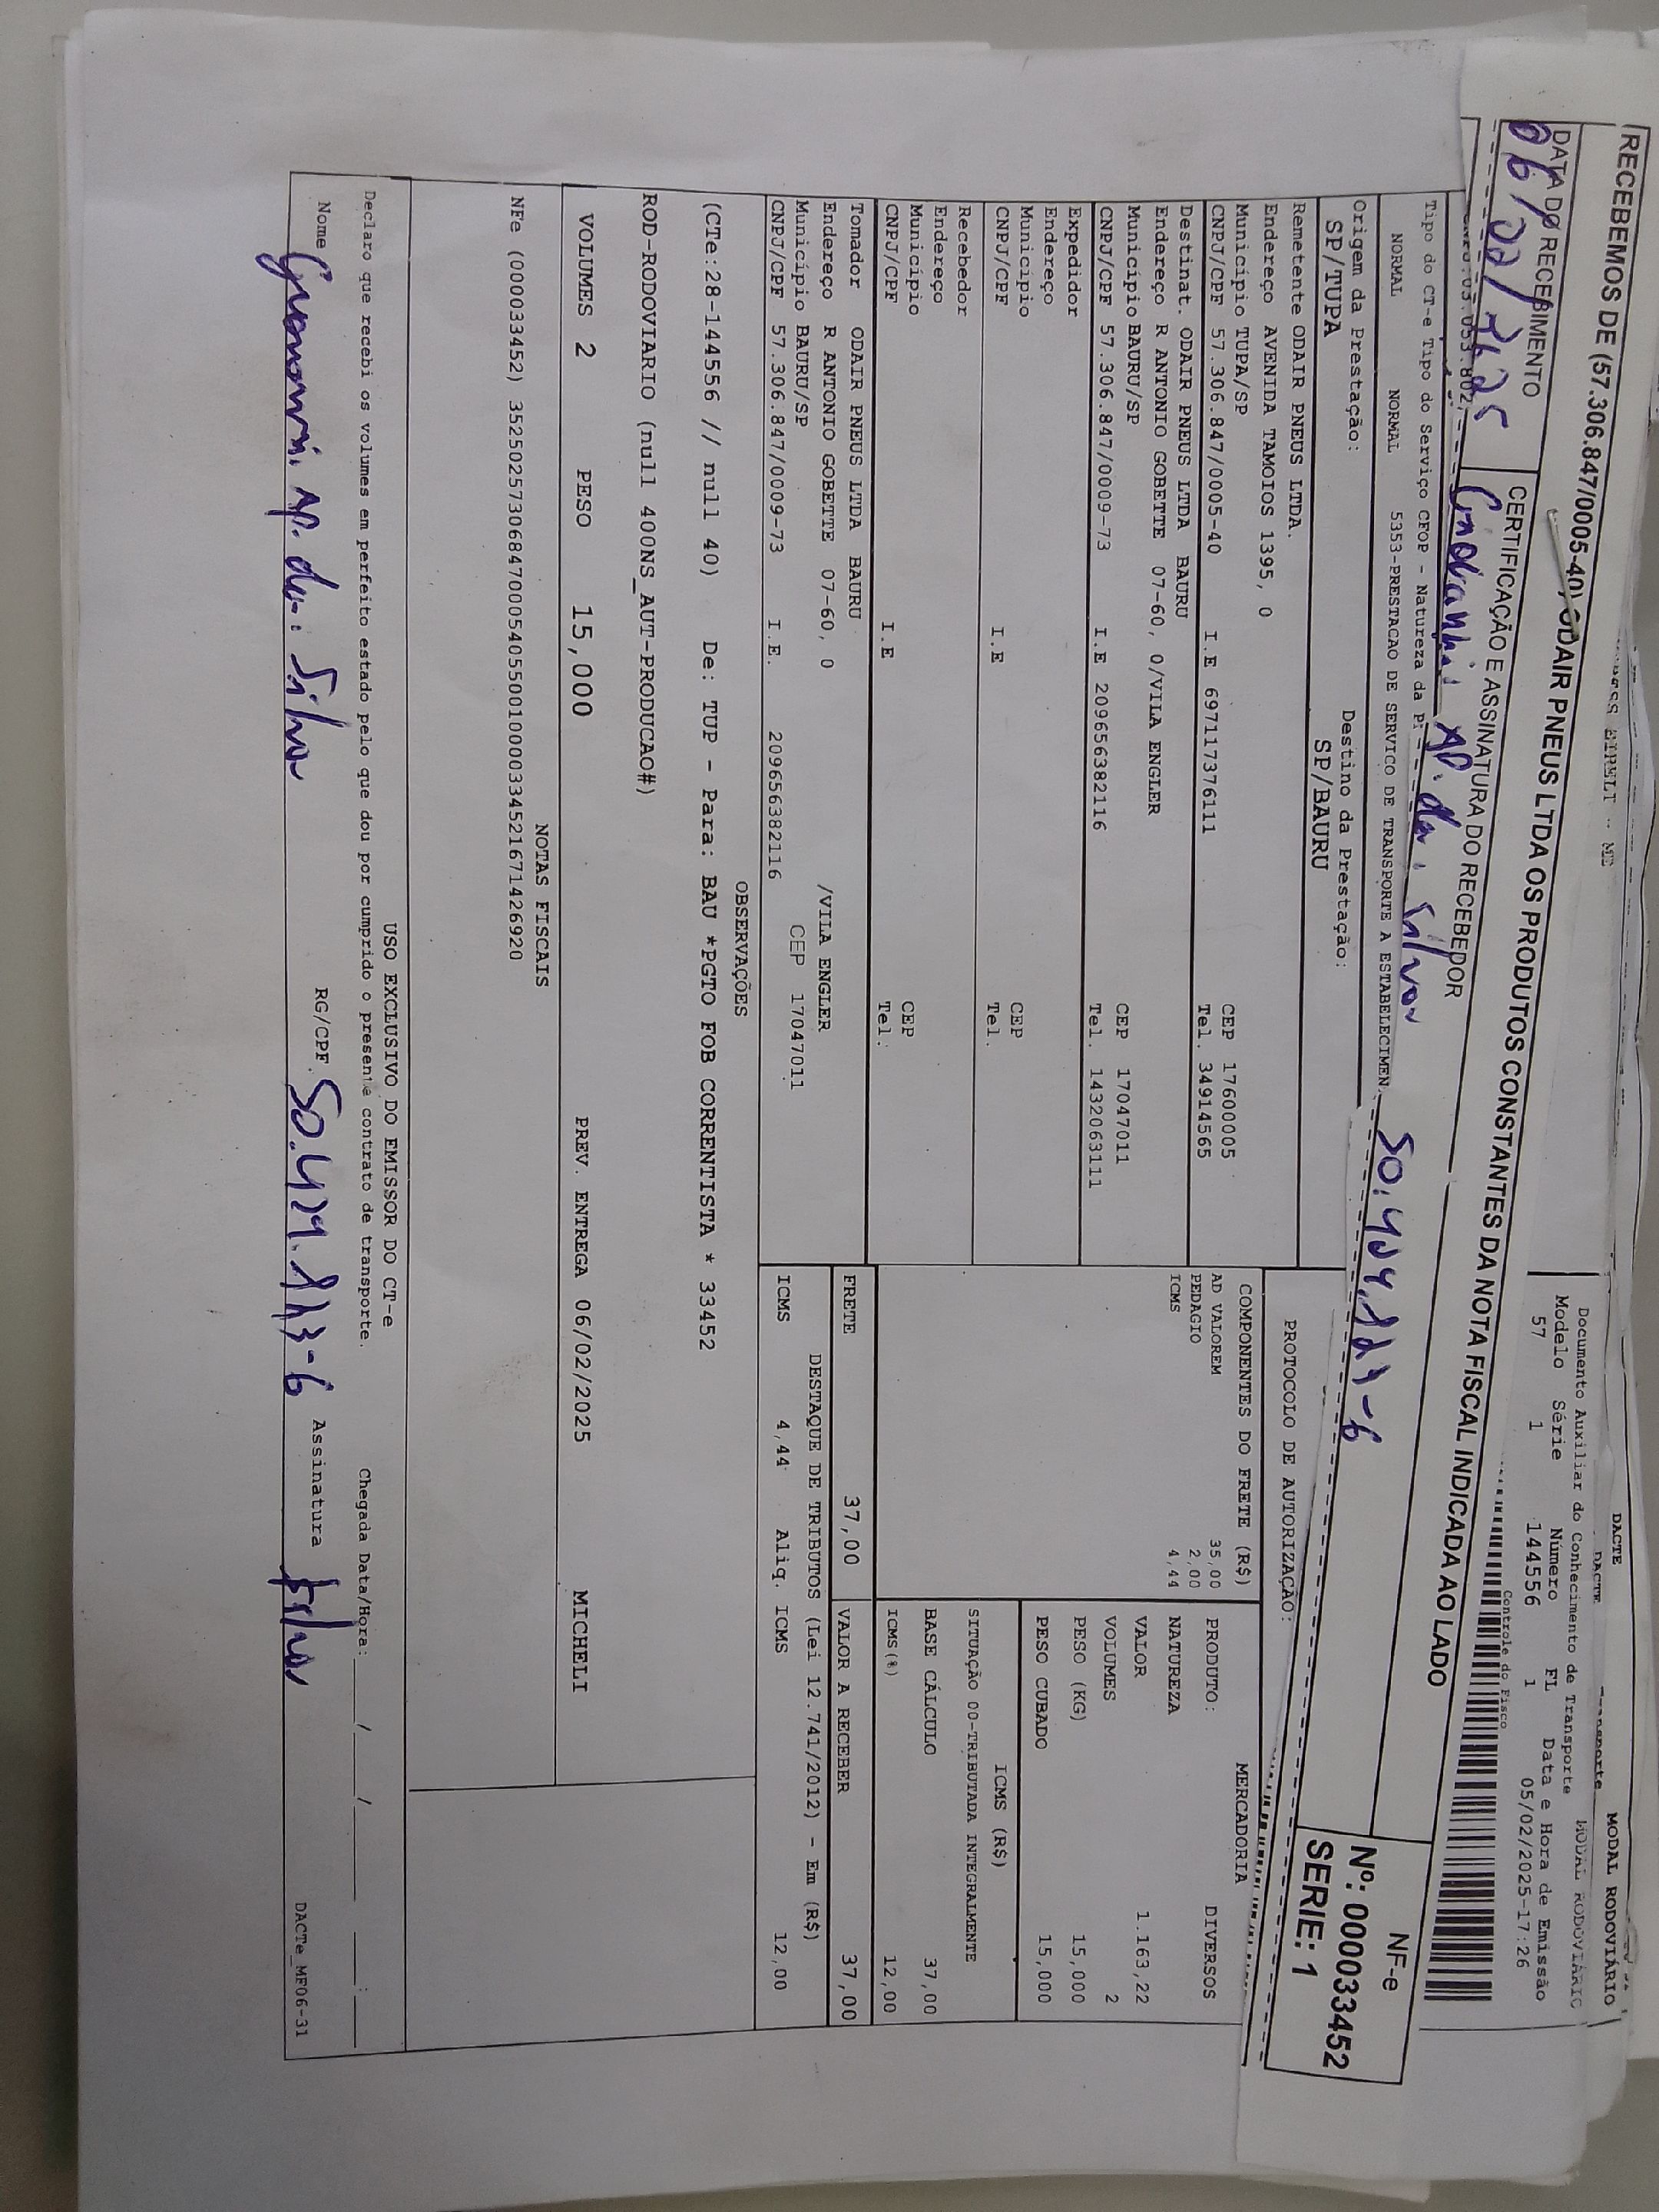 RECEBEMOS DE (57.306.847/0005-40) ODAIR PNEUS LTDA OS PRODUTOS CONSTANTES DA NOTA FISCAL INDICADA AO LADO
DATA DO RECEBIMENTO
CERTIFICAÇÃO E ASSINATURA DO RECEBEDOR
NF-e
Nº: 000033452
SERIE: 1
DACTE
MODAL RODOVIÁRIO
Documento Auxiliar do Conhecimento de Transporte
Modelo Série Número FL Data e Hora de Emissão
57 1 144556 1 05/02/2025-17:26
Controle do Fisco
Tipo do CT-e Tipo do Serviço CFOP - Natureza da
NORMAL NORMAL 5353-PRESTACAO DE SERVICO DE TRANSPORTE A ESTABELECIMEN
Origem da Prestação: Destino da Prestação:
SP/TUPA SP/BAURU
PROTOCOLO DE AUTORIZAÇÃO:
Remetente ODAIR PNEUS LTDA.
Endereço AVENIDA TAMOIOS 1395, 0
Município TUPA/SP CEP 17600005
CNPJ/CPF 57.306.847/0005-40 I.E 697117376111 Tel. 34914565
Destinat. ODAIR PNEUS LTDA BAURU
Endereço R ANTONIO GOBETTE 07-60, 0/VILA ENGLER
Município BAURU/SP CEP 17047011
CNPJ/CPF 57.306.847/0009-73 I.E 209656382116 Tel. 1432063111
Expedidor
Endereço
Município CEP
CNPJ/CPF I.E Tel.
Recebedor
Endereço
Município CEP
CNPJ/CPF I.E Tel.
Tomador ODAIR PNEUS LTDA BAURU
Endereço R ANTONIO GOBETTE 07-60, 0 /VILA ENGLER
Município BAURU/SP CEP 17047011
CNPJ/CPF 57.306.847/0009-73 I.E. 209656382116
COMPONENTES DO FRETE (R$)
AD VALOREM 35,00
PEDAGIO 2,00
ICMS 4,44
MERCADORIA
PRODUTO: DIVERSOS
NATUREZA
VALOR 1.163,22
VOLUMES 2
PESO (KG) 15,000
PESO CUBADO 15,000
ICMS (R$)
SITUAÇÃO 00-TRIBUTADA INTEGRALMENTE
BASE CÁLCULO 37,00
ICMS(%) 12,00
FRETE 37,00 VALOR A RECEBER 37,00
DESTAQUE DE TRIBUTOS (Lei 12.741/2012) - Em (R$)
ICMS 4,44 Aliq. ICMS 12,00
OBSERVAÇÕES
(CTe:28-144556 // null 40) De: TUP - Para: BAU *PGTO FOB CORRENTISTA * 33452
ROD-RODOVIARIO (null 400NS_AUT-PRODUCAO#)
VOLUMES 2 PESO 15,000 PREV. ENTREGA 06/02/2025 MICHELI
NOTAS FISCAIS
NFe (000033452) 35250257306847000540550010000334521671426920
USO EXCLUSIVO DO EMISSOR DO CT-e
Declaro que recebi os volumes em perfeito estado pelo que dou por cumprido o presente contrato de transporte. Chegada Data/Hora: ___/___/___ ___:___
Nome Ap. da Silva RG/CPF. Assinatura
DACTe_MF06-31